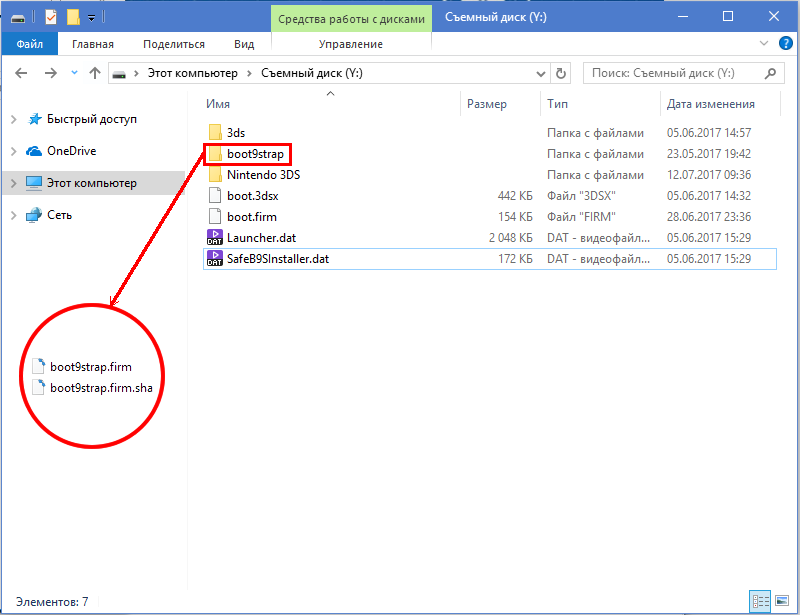 Средства работы с дисками Съемный диск (Y:)
Файл Главная Поделиться Вид Управление
Этот компьютер Съемный диск (Y:) Поиск: Съемный диск (Y:)
Имя Размер Тип Дата изменения
Быстрый доступ
OneDrive
Этот компьютер
Сеть
3ds Папка с файлами 05.06.2017 14:57
boot9strap Папка с файлами 23.05.2017 19:42
Nintendo 3DS Папка с файлами 12.07.2017 09:36
boot.3dsx 442 КБ Файл "3DSX" 05.06.2017 14:32
boot.firm 154 КБ Файл "FIRM" 28.06.2017 23:36
DAT Launcher.dat 2 048 КБ DAT - видеофайл... 05.06.2017 15:29
DAT SafeB9SInstaller.dat 172 КБ DAT - видеофайл... 05.06.2017 15:29
boot9strap.firm
boot9strap.firm.sha
Элементов: 7